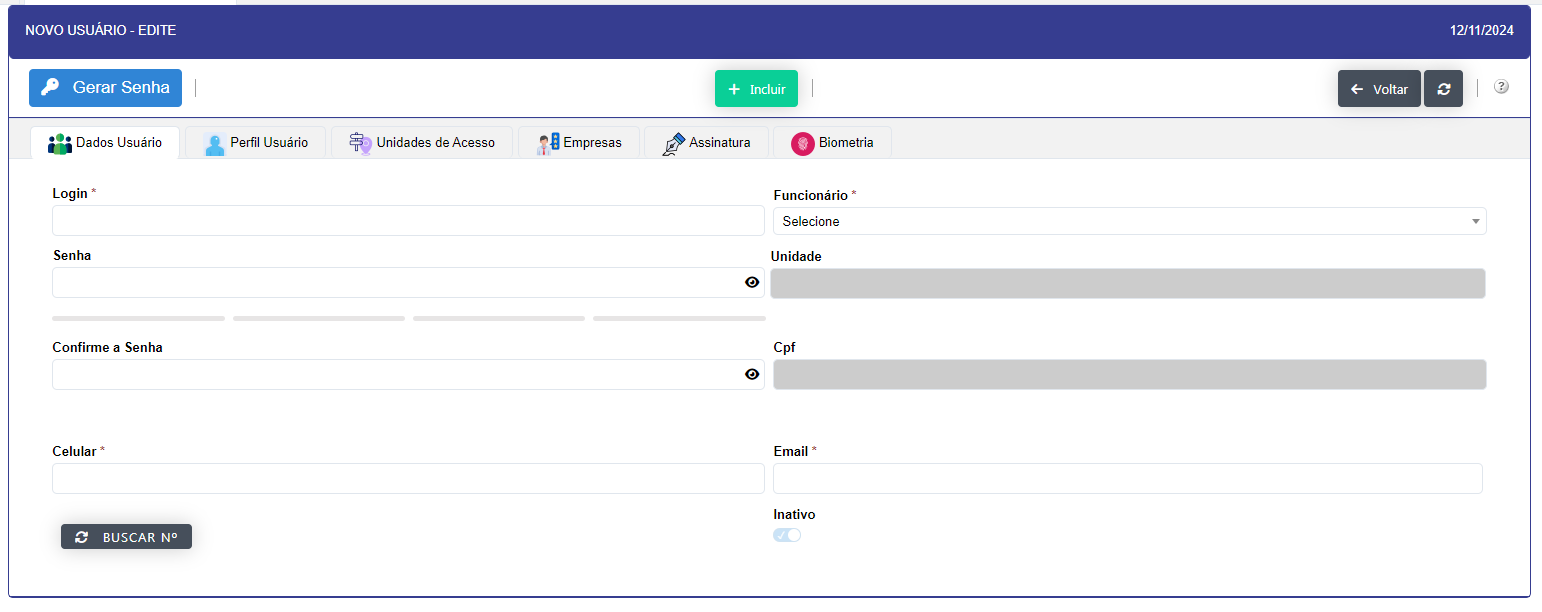 NOVO USUÁRIO - EDITE 12/11/2024
Gerar Senha Incluir Voltar ?
Dados Usuário Perfil Usuário Unidades de Acesso Empresas Assinatura Biometria
Login * Funcionário *
Selecione
Senha Unidade
Confirme a Senha Cpf
Celular * Email *
Inativo
BUSCAR Nº